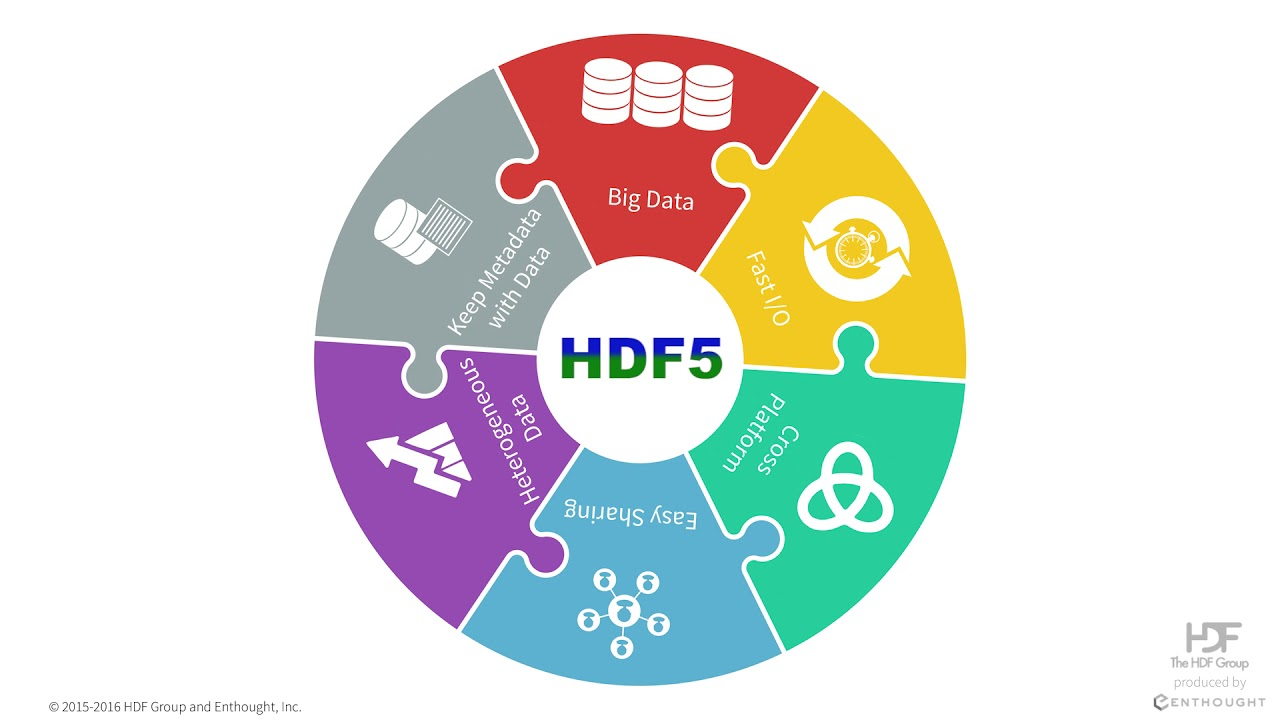 Big Data
Fast I/O
Cross
Platform
Easy Sharing
Heterogeneous
Data
Keep Metadata
with Data
HDF5
HDF
The HDF Group
produced by
ENTHOUGHT
© 2015-2016 HDF Group and Enthought, Inc.